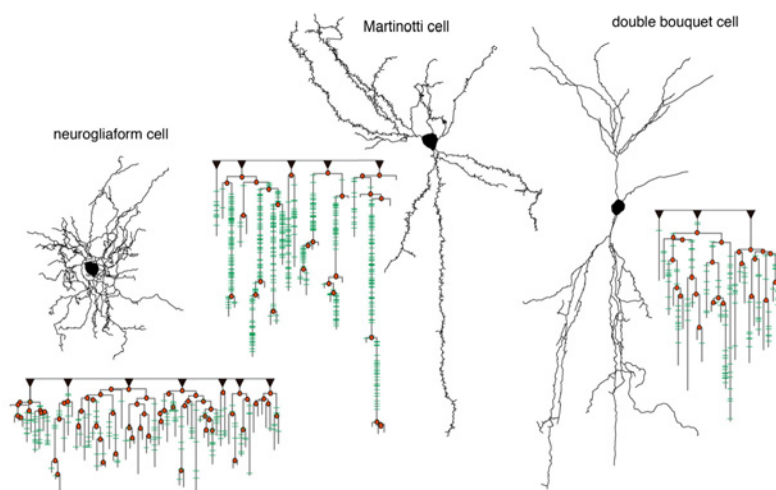 Martinotti cell
double bouquet cell
neurogliaform cell